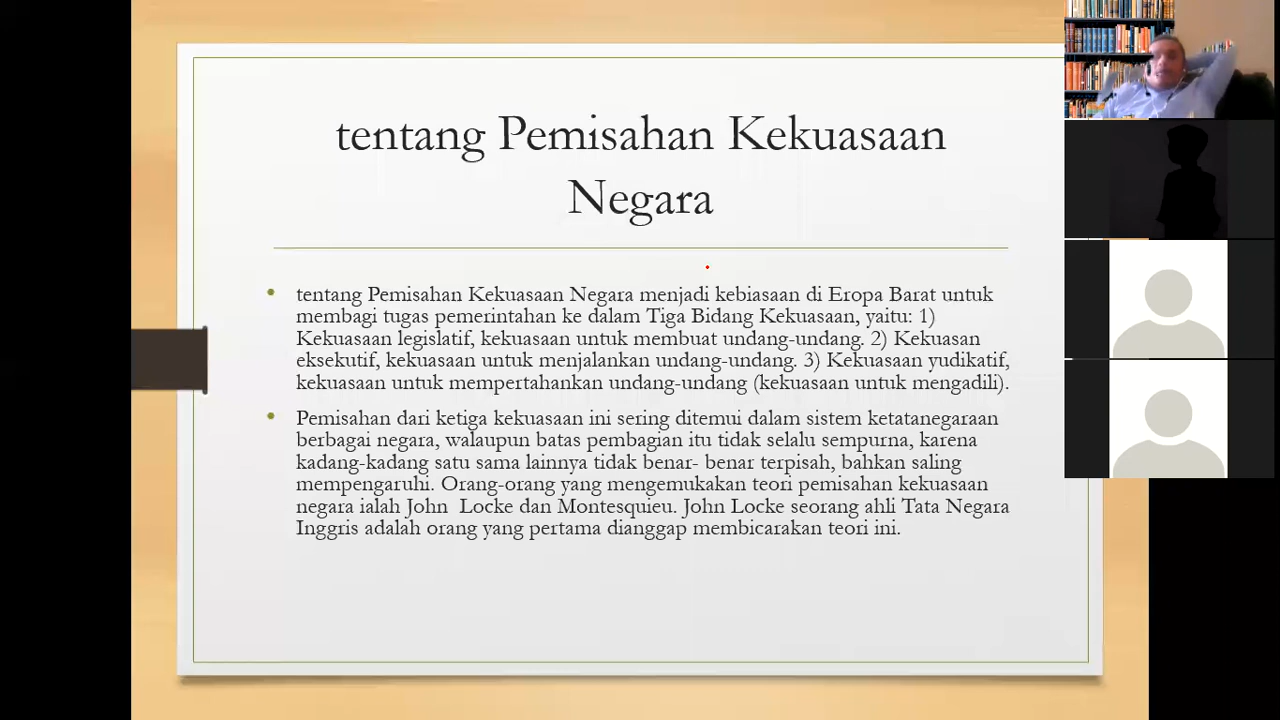 tentang Pemisahan Kekuasaan
Negara
• tentang Pemisahan Kekuasaan Negara menjadi kebiasaan di Eropa Barat untuk
membagi tugas pemerintahan ke dalam Tiga Bidang Kekuasaan, yaitu: 1)
Kekuasaan legislatif, kekuasaan untuk membuat undang-undang. 2) Kekuasan
eksekutif, kekuasaan untuk menjalankan undang-undang. 3) Kekuasaan yudikatif,
kekuasaan untuk mempertahankan undang-undang (kekuasaan untuk mengadili).
• Pemisahan dari ketiga kekuasaan ini sering ditemui dalam sistem ketatanegaraan
berbagai negara, walaupun batas pembagian itu tidak selalu sempurna, karena
kadang-kadang satu sama lainnya tidak benar- benar terpisah, bahkan saling
mempengaruhi. Orang-orang yang mengemukakan teori pemisahan kekuasaan
negara ialah John  Locke dan Montesquieu. John Locke seorang ahli Tata Negara
Inggris adalah orang yang pertama dianggap membicarakan teori ini.